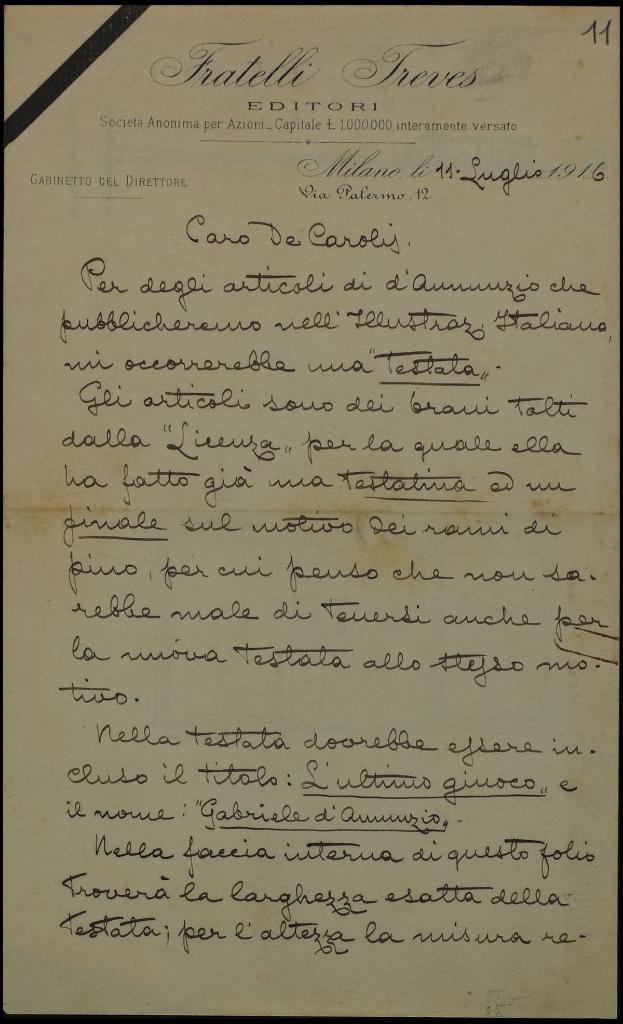 11
Fratelli Treves
EDITORI
Società Anonima per Azioni_Capitale Ł 1,000,000 interamente versato
GABINETTO DEL DIRETTORE
Milano, li 11. Luglio 1916
Via Palermo, 12
Caro De Carolis,
Per degli articoli di d'Annunzio che
pubblicheremo nell'Illustraz. Italiana,
mi occorrerebbe una "testata„.
Gli articoli sono dei brani tolti
dalla "Licenza„ per la quale ella
ha fatto già una testatina ed un
finale sul motivo dei rami di
pino, per cui penso che non sa-
rebbe male di tenersi anche per
la nuova testata allo stesso mo-
tivo.
Nella testata dovrebbe essere in-
cluso il titolo: L'ultimo giuoco„ e
il nome: "Gabriele d'Annunzio„.
Nella faccia interna di questo folio
troverà la larghezza esatta della
testata; per l'altezza la misura re-